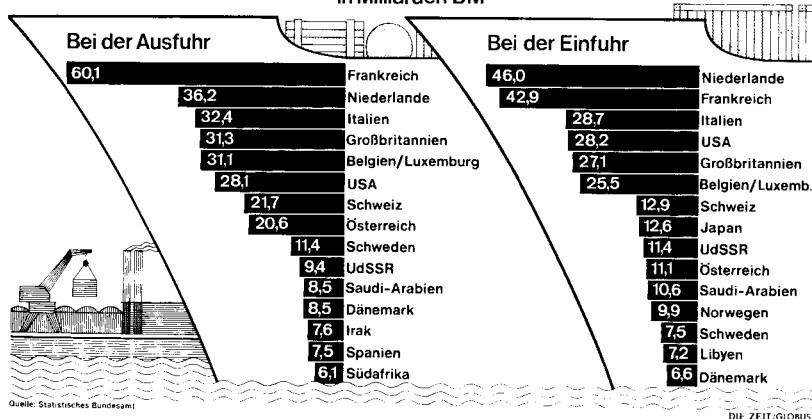 in Milliarden DM
Bei der Ausfuhr
60,1 Frankreich
36,2 Niederlande
32,4 Italien
31,3 Großbritannien
31,1 Belgien/Luxemburg
28,1 USA
21,7 Schweiz
20,6 Österreich
11,4 Schweden
9,4 UdSSR
8,5 Saudi-Arabien
8,5 Dänemark
7,6 Irak
7,5 Spanien
6,1 Südafrika
Bei der Einfuhr
46,0 Niederlande
42,9 Frankreich
28,7 Italien
28,2 USA
27,1 Großbritannien
25,5 Belgien/Luxemb.
12,9 Schweiz
12,6 Japan
11,4 UdSSR
11,1 Österreich
10,6 Saudi-Arabien
9,9 Norwegen
7,5 Schweden
7,2 Libyen
6,6 Dänemark
Quelle: Statistisches Bundesamt
DIE ZEIT/GLOBUS